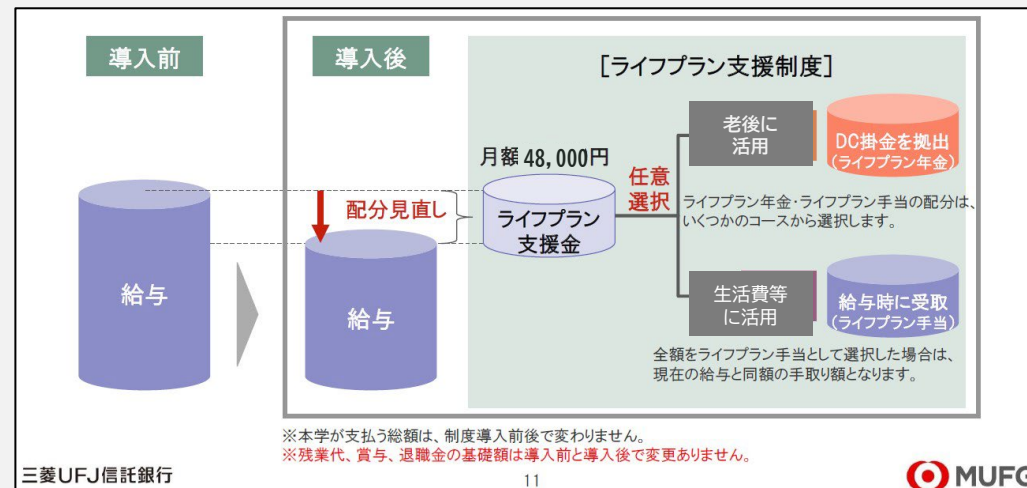 導入前
導入後
[ライフプラン支援制度]
老後に
活用
DC掛金を拠出
(ライフプラン年金)
月額 48,000円
任意
選択
配分見直し
ライフプラン
支援金
ライフプラン年金・ライフプラン手当の配分は、
いくつかのコースから選択します。
給与
給与
生活費等
に活用
給与時に受取
(ライフプラン手当)
全額をライフプラン手当として選択した場合は、
現在の給与と同額の手取り額となります。
※本学が支払う総額は、制度導入前後で変わりません。
※残業代、賞与、退職金の基礎額は導入前と導入後で変更ありません。
三菱UFJ信託銀行
11
MUFG